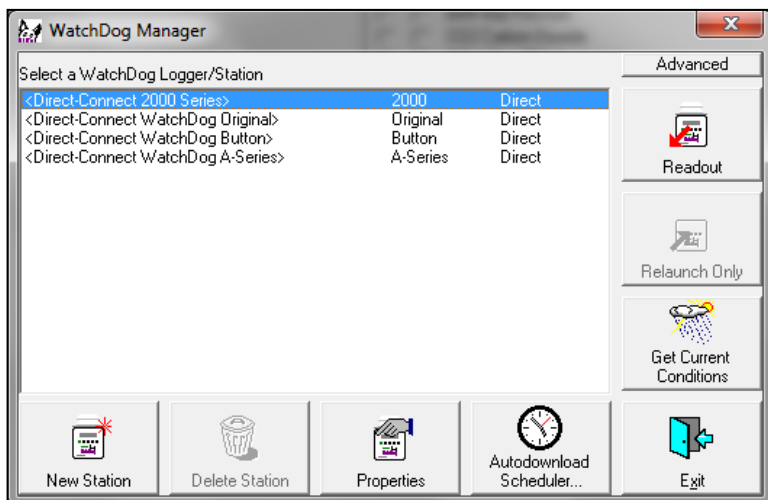 WatchDog Manager
Select a WatchDog Logger/Station
<Direct-Connect 2000 Series> 2000 Direct
<Direct-Connect WatchDog Original> Original Direct
<Direct-Connect WatchDog Button> Button Direct
<Direct-Connect WatchDog A-Series> A-Series Direct
Advanced
Readout
Relaunch Only
Get Current
Conditions
New Station
Delete Station
Properties
Autodownload
Scheduler...
Exit